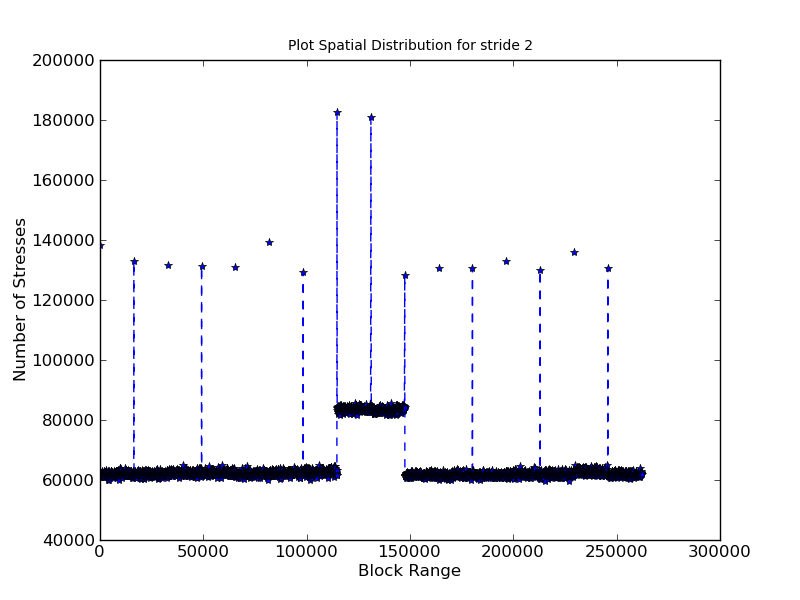 Plot Spatial Distribution for stride 2
200000
180000
160000
140000
120000
100000
80000
60000
40000
Number of Stresses
0 50000 100000 150000 200000 250000 300000
Block Range